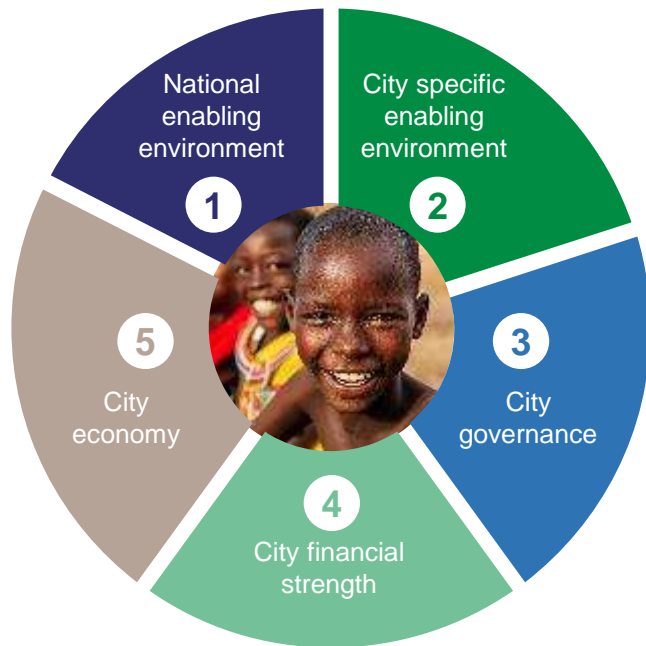 National
enabling
environment
1
City specific
enabling
environment
2
3
City
governance
4
City financial
strength
5
City
economy